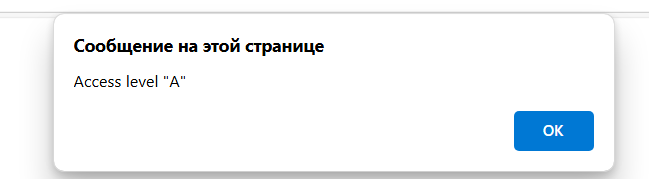 Сообщение на этой странице
Access level "A"
OK